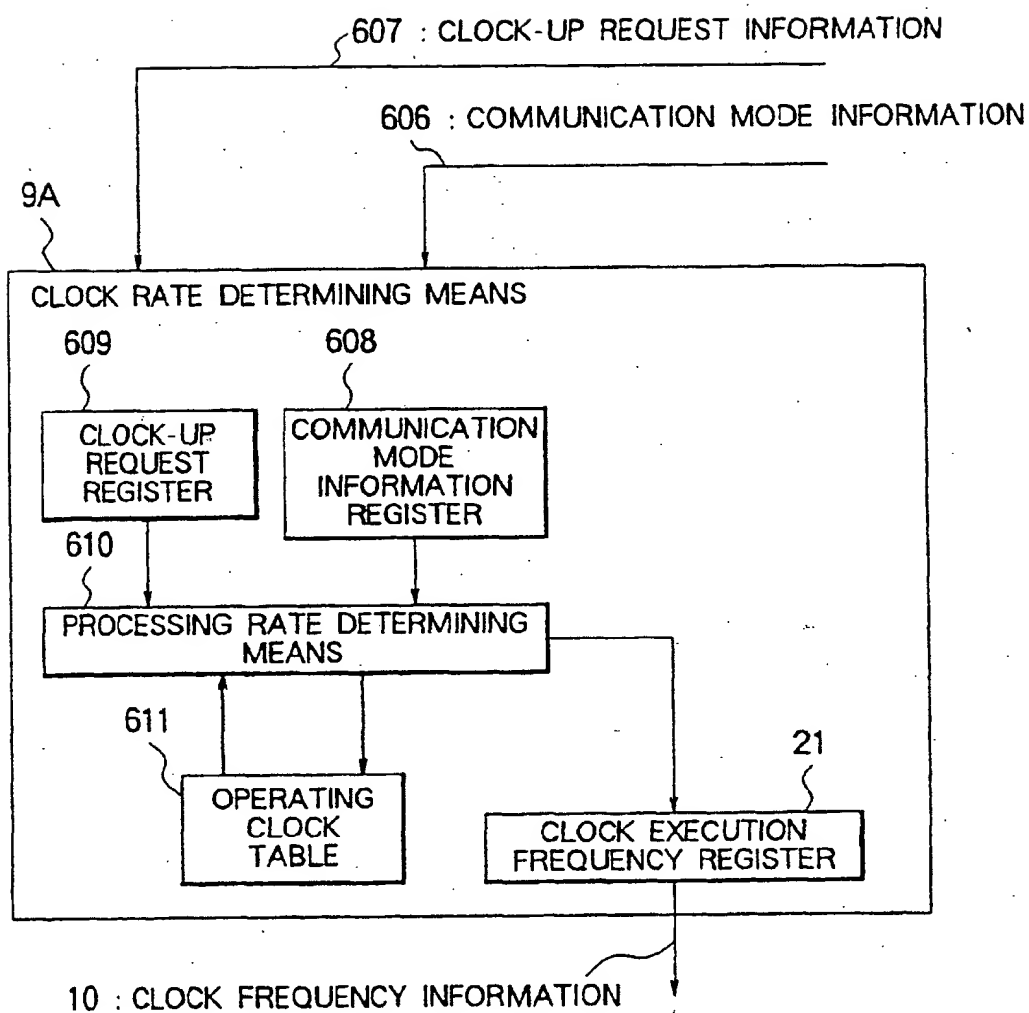 607 : CLOCK-UP REQUEST INFORMATION
606 : COMMUNICATION MODE INFORMATION
9A
CLOCK RATE DETERMINING MEANS
609
608
CLOCK-UP
REQUEST
REGISTER
COMMUNICATION
MODE
INFORMATION
REGISTER
610
PROCESSING RATE DETERMINING
MEANS
611
OPERATING
CLOCK
TABLE
21
CLOCK EXECUTION
FREQUENCY REGISTER
10 : CLOCK FREQUENCY INFORMATION